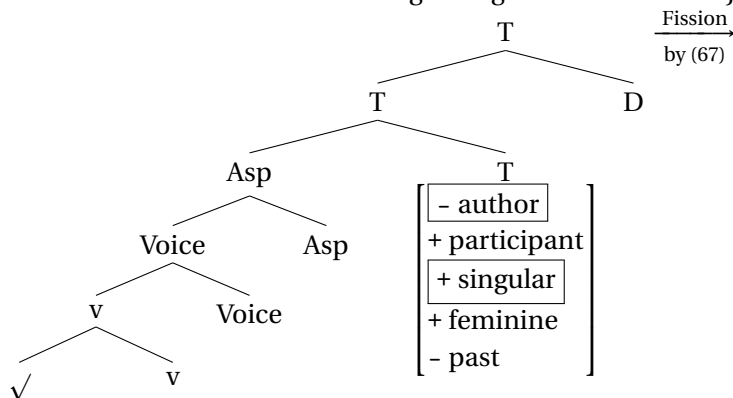 T
Fission
by (67)
T D
Asp T
– author
+ participant
+ singular
+ feminine
– past
Voice Asp
v Voice
√ v